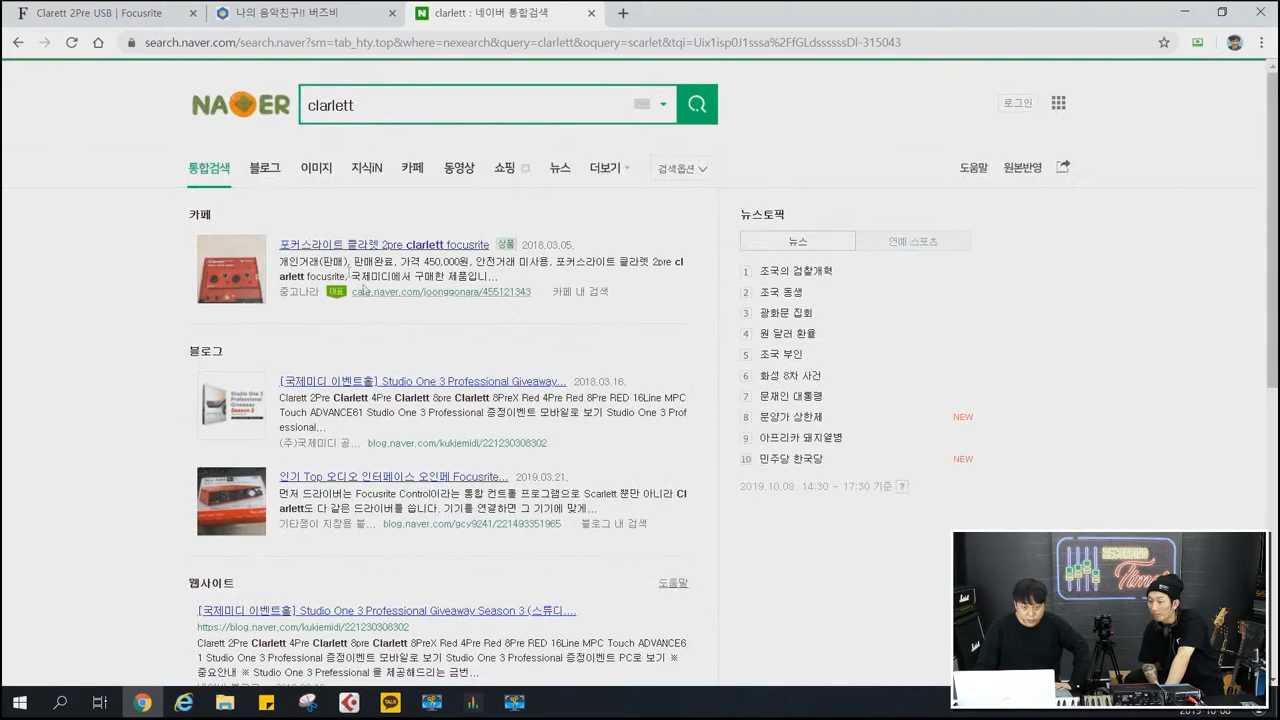 Clarett 2Pre USB | Focusrite
나의 음악친구!! 버즈비
clarlett : 네이버 통합검색
search.naver.com/search.naver?sm=tab_hty.top&where=nexearch&query=clarlett&oquery=scarlet&tqi=Uix1isp0J1sssa%2FfGLdssssssDl-315043
NAVER
clarlett
로그인
통합검색 블로그 이미지 지식iN 카페 동영상 쇼핑 뉴스 더보기 검색옵션
도움말 원본반영
카페
포커스라이트 클라렛 2pre clarlett focusrite 상품 2018.03.05.
개인거래(판매), 판매완료, 가격 450,000원, 안전거래 미사용, 포커스라이트 클라렛 2pre cl
arlett focusrite, 국제미디에서 구매한 제품입니...
중고나라 대표 cafe.naver.com/joonggonara/455121343 카페 내 검색
블로그
[국제미디 이벤트홀] Studio One 3 Professional Giveaway... 2018.03.16.
Clarett 2Pre Clarlett 4Pre Clarlett 8pre Clarlett 8PreX Red 4Pre Red 8Pre RED 16Line MPC
Touch ADVANCE61 Studio One 3 Professional 증정이벤트 모바일로 보기 Studio One 3 Prof
essional...
(주)국제미디 공... blog.naver.com/kukjemidi/221230308302
인기 Top 오디오 인터페이스 오인페 Focusrite... 2019.03.21.
먼저 드라이버는 Focusrite Control이라는 통합 컨트롤 프로그램으로 Scarlett 뿐만 아니라 Cl
arlett도 다 같은 드라이버를 씁니다. 기기를 연결하면 그 기기에 맞게...
기타쟁이 지창용 블... blog.naver.com/gcy9241/221493351965 블로그 내 검색
웹사이트 도움말
[국제미디 이벤트홀] Studio One 3 Professional Giveaway Season 3 (스튜디....
https://blog.naver.com/kukjemidi/221230308302
Clarett 2Pre Clarlett 4Pre Clarlett 8pre Clarlett 8PreX Red 4Pre Red 8Pre RED 16Line MPC Touch ADVANCE6
1 Studio One 3 Professional 증정이벤트 모바일로 보기 Studio One 3 Professional 증정이벤트 PC로 보기 ※
중요안내 ※ Studio One 3 Professional 을 제공해드리는 금번...
뉴스토픽
뉴스 연예·스포츠
1 조국의 검찰개혁
2 조국 동생
3 광화문 집회
4 원 달러 환율
5 조국 부인
6 화성 8차 사건
7 문재인 대통령
8 분양가 상한제 NEW
9 아프리카 돼지열병
10 민주당 한국당 NEW
2019.10.08. 14:30 ~ 17:30 기준 ?
Time
TALK
2019-10-08